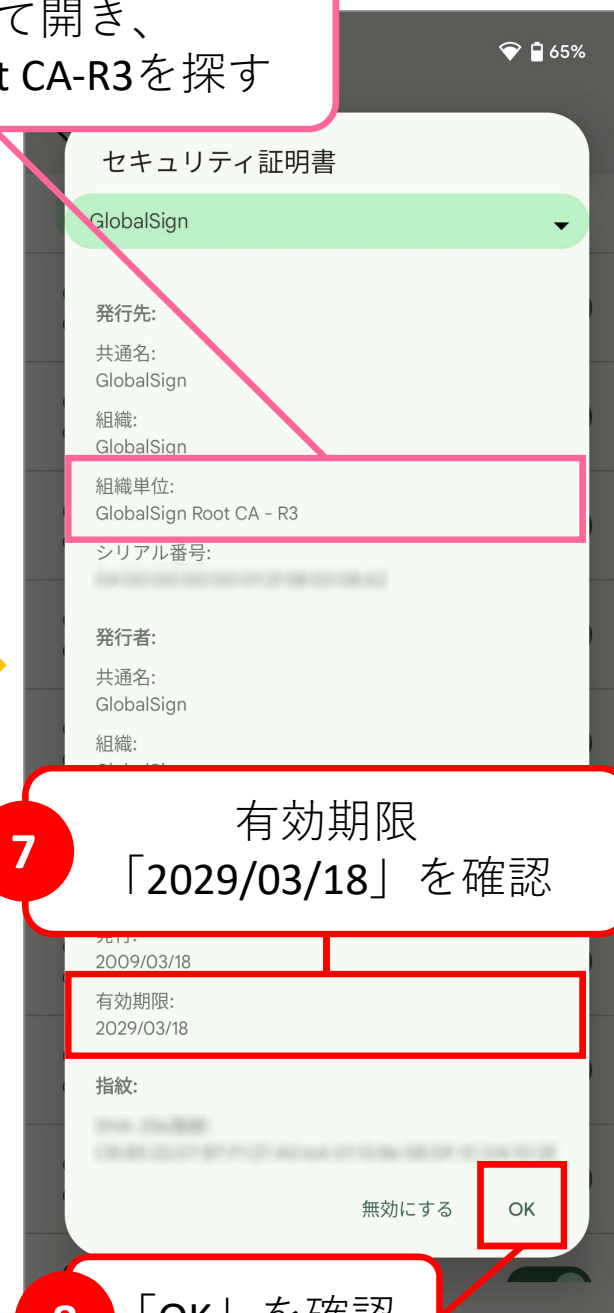 て開き、
t CA-R3を探す
65%
セキュリティ証明書
GlobalSign
発行先:
共通名:
GlobalSign
組織:
GlobalSign
組織単位:
GlobalSign Root CA - R3
シリアル番号:
発行者:
共通名:
GlobalSign
組織:
7
有効期限
「2029/03/18」を確認
発行:
2009/03/18
有効期限:
2029/03/18
指紋:
無効にする
OK
8
「OK」を確認